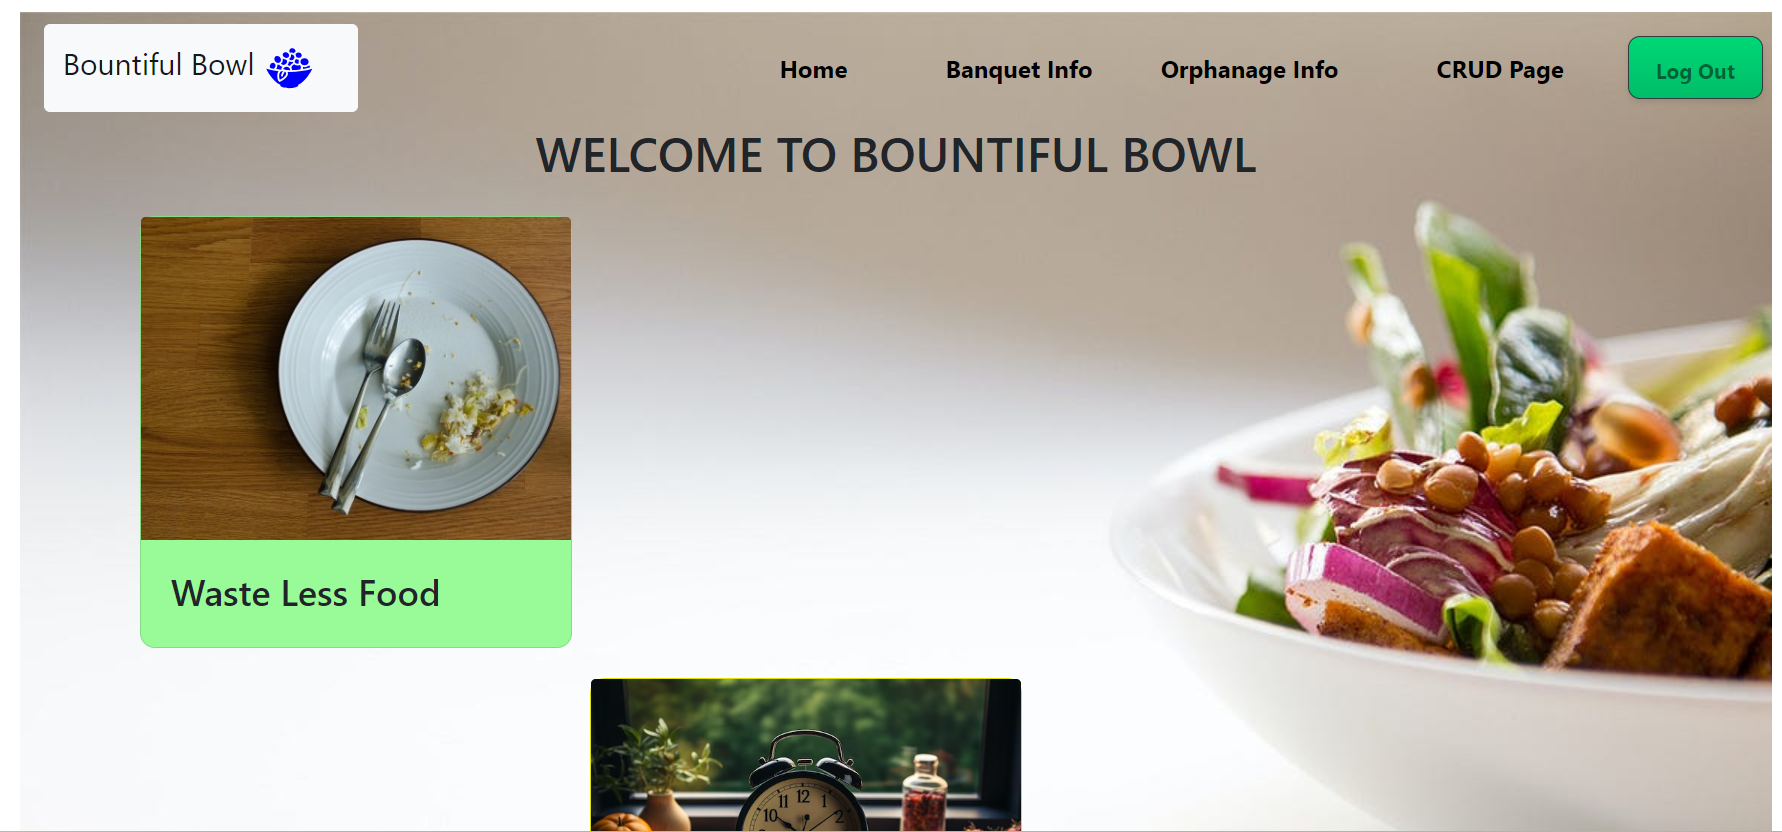 Bountiful Bowl
Home
Banquet Info
Orphanage Info
CRUD Page
Log Out
WELCOME TO BOUNTIFUL BOWL
Waste Less Food
11 12 1
10 2